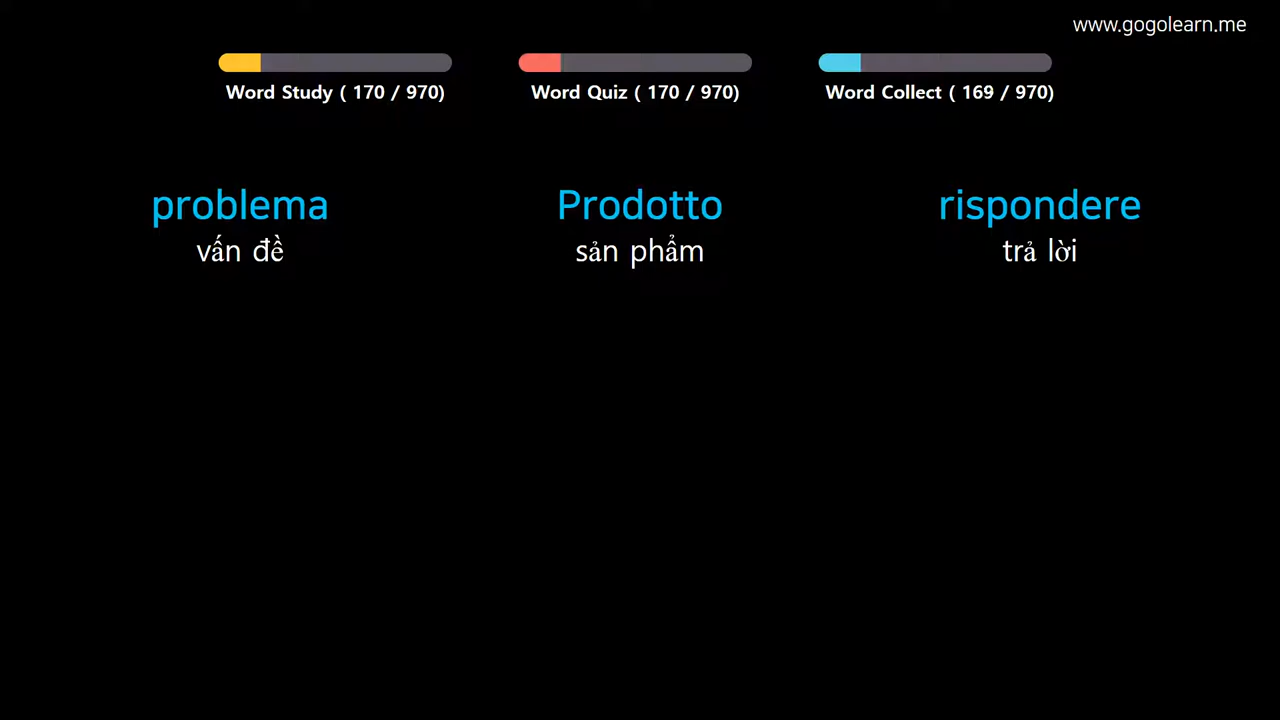 www.gogolearn.me
Word Study ( 170 / 970)
Word Quiz ( 170 / 970)
Word Collect ( 169 / 970)
problema
vấn đề
Prodotto
sản phẩm
rispondere
trả lời